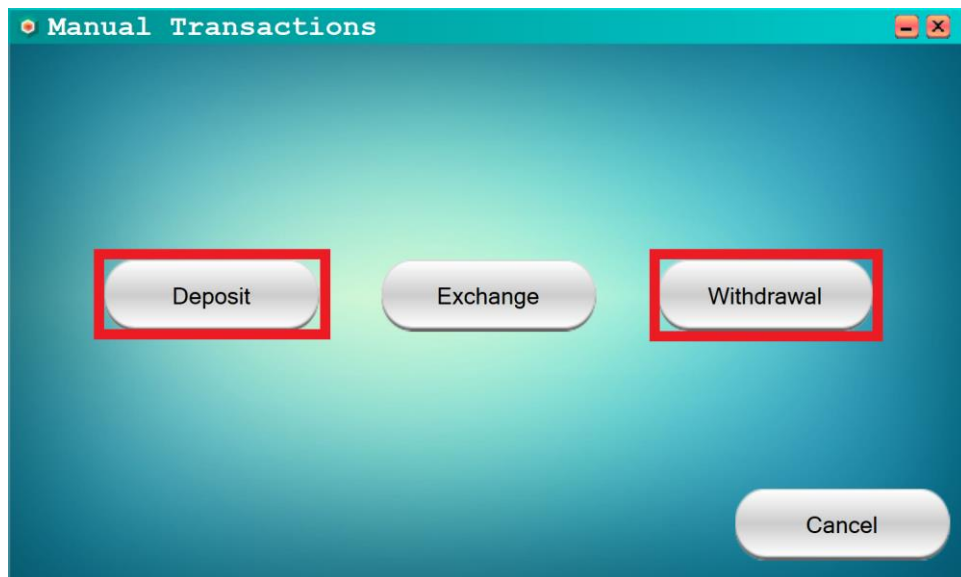 Manual Transactions
Deposit
Exchange
Withdrawal
Cancel